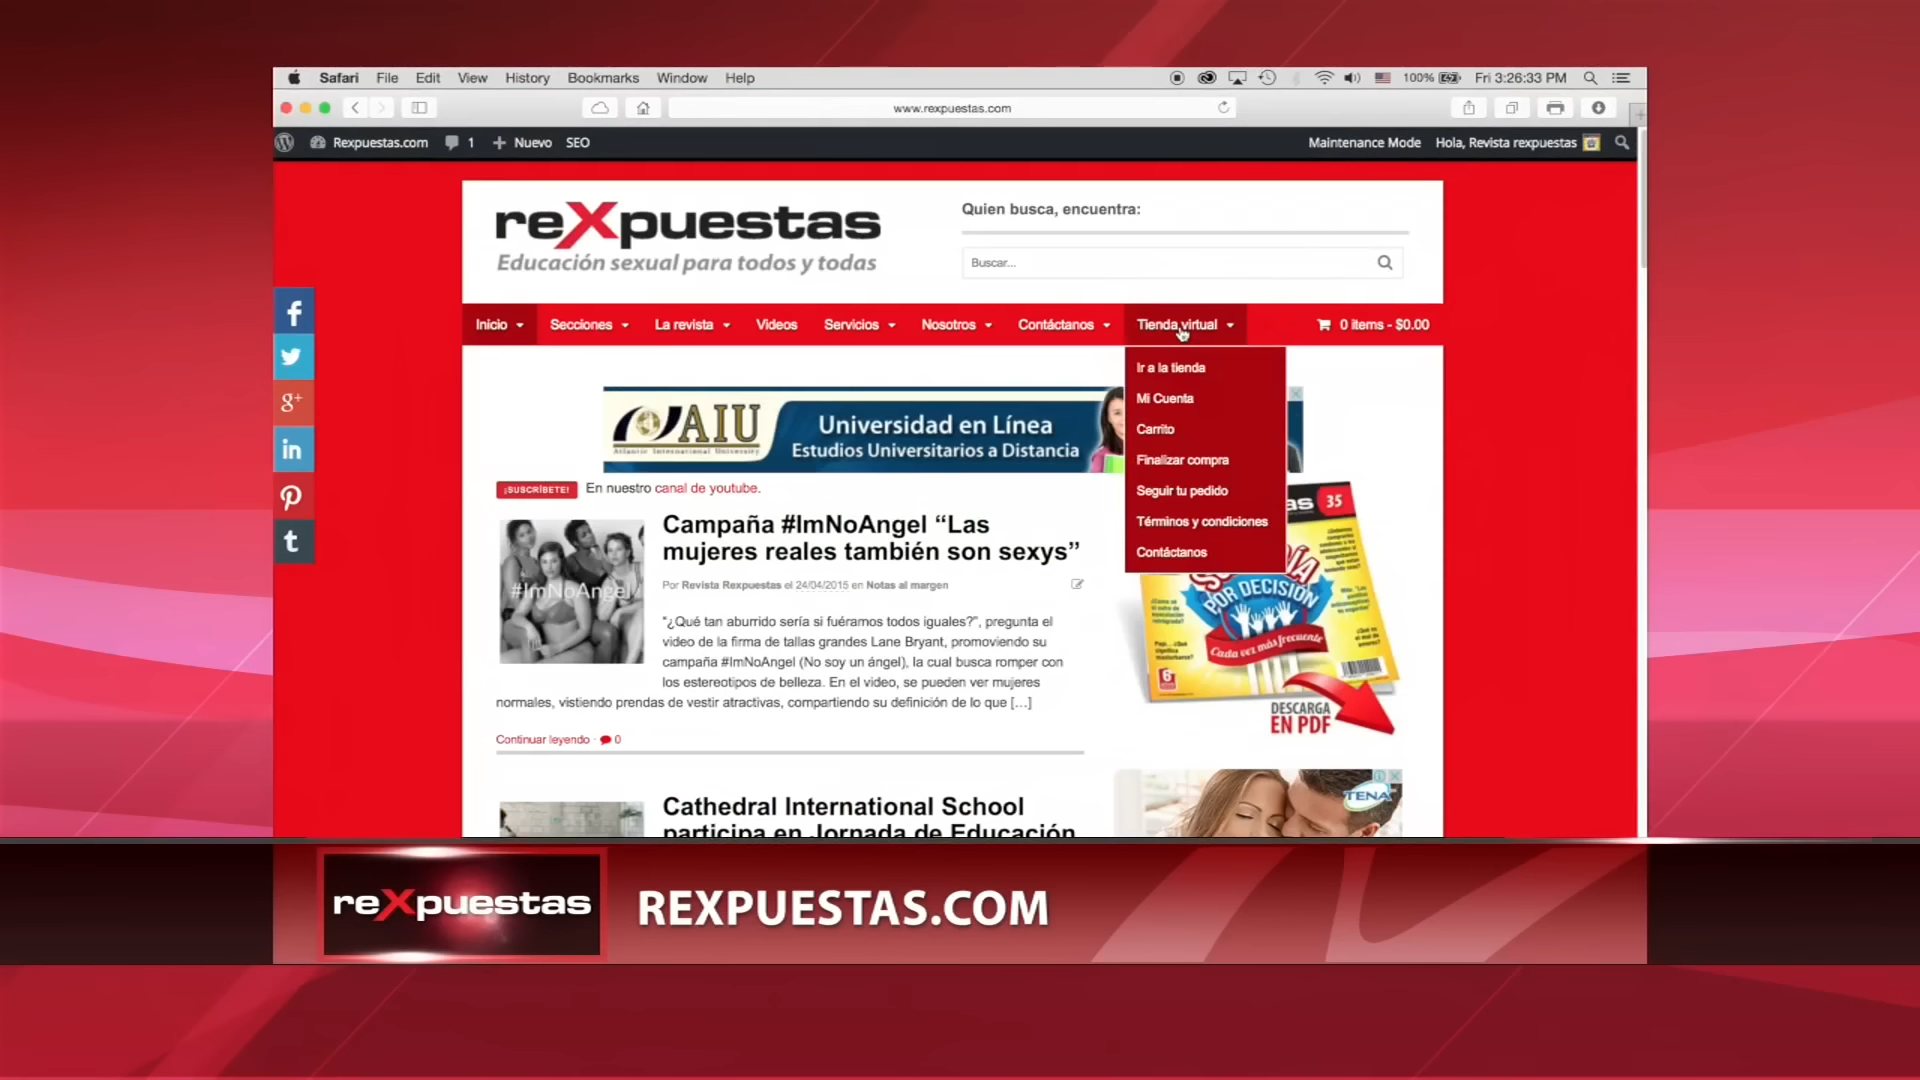 Safari File Edit View History Bookmarks Window Help
100% Fri 3:26:33 PM
www.rexpuestas.com
Rexpuestas.com 1 + Nuevo SEO
Maintenance Mode Hola, Revista rexpuestas
reXpuestas
Educación sexual para todos y todas
Quien busca, encuentra:
Buscar...
Inicio Secciones La revista Videos Servicios Nosotros Contáctanos Tienda virtual 0 items - $0.00
Ir a la tienda
Mi Cuenta
Carrito
Finalizar compra
Seguir tu pedido
Términos y condiciones
Contáctanos
AIU
Atlantic International University
Universidad en Línea
Estudios Universitarios a Distancia
¡SUSCRÍBETE! En nuestro canal de youtube.
#ImNoAngel
Campaña #ImNoAngel “Las
mujeres reales también son sexys”
Por Revista Rexpuestas el 24/04/2015 en Notas al margen
"¿Qué tan aburrido sería si fuéramos todos iguales?", pregunta el
video de la firma de tallas grandes Lane Bryant, promoviendo su
campaña #ImNoAngel (No soy un ángel), la cual busca romper con
los estereotipos de belleza. En el video, se pueden ver mujeres
normales, vistiendo prendas de vestir atractivas, compartiendo su definición de lo que [...]
Continuar leyendo · 0
as 35
POR DECISIÓN
Cada vez más frecuente
DESCARGA
EN PDF
Cathedral International School
participa en Jornada de Educación
TENA
reXpuestas
REXPUESTAS.COM